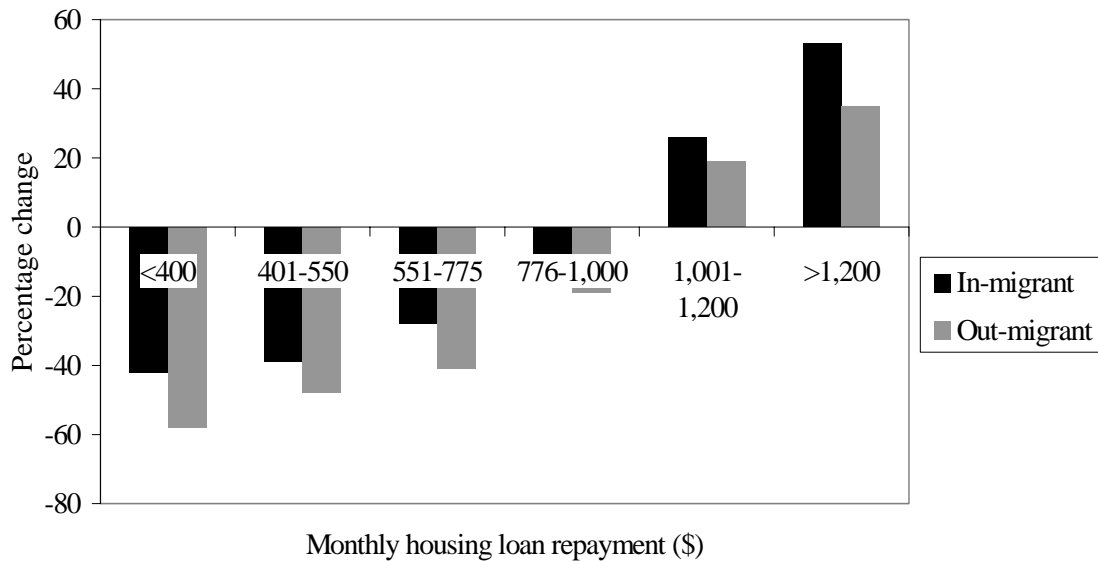 60
40
20
0
-20
-40
-60
-80
Percentage change
<400 401-550 551-775 776-1,000 1,001- >1,200
1,200
In-migrant
Out-migrant
Monthly housing loan repayment ($)